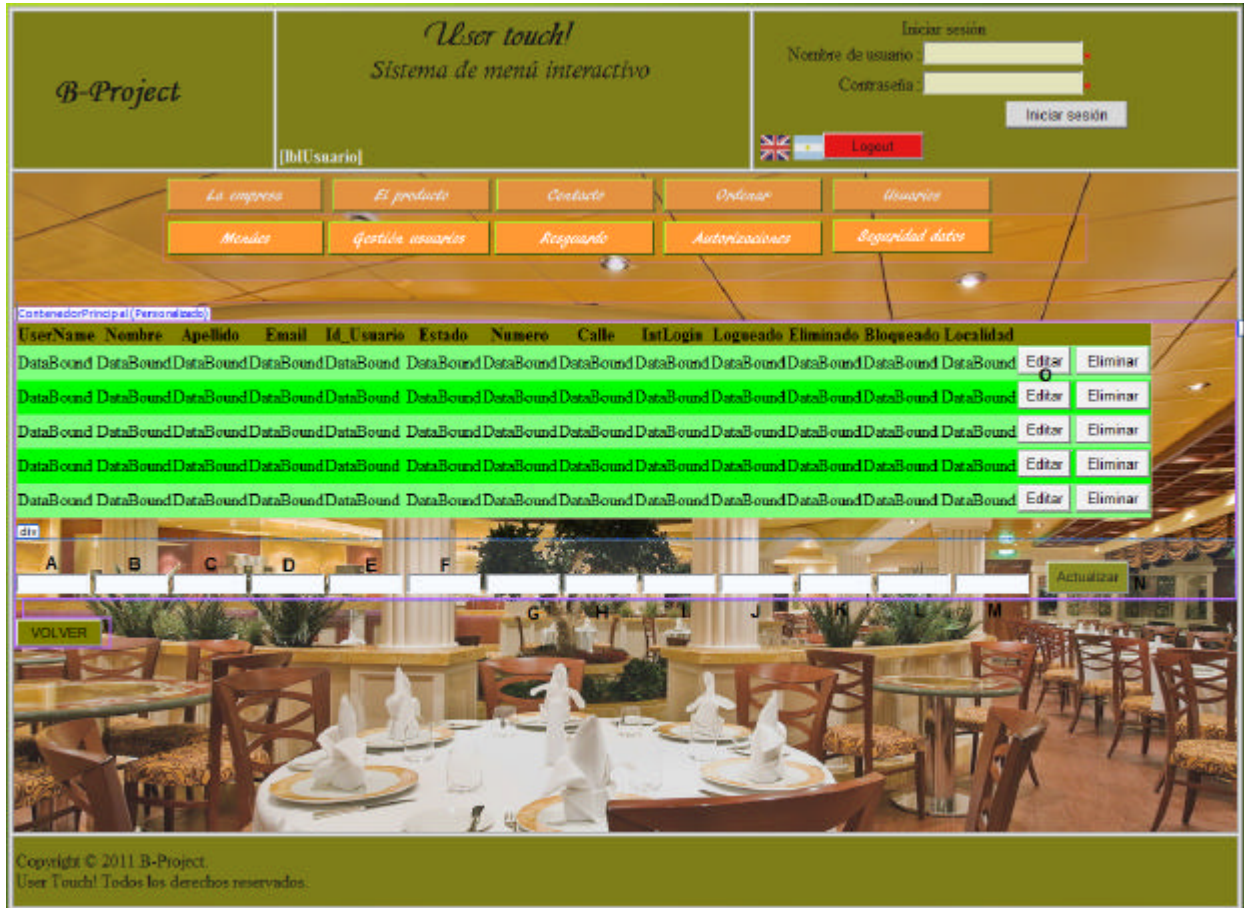 B-Project
User touch!
Sistema de menú interactivo
[lblUsuario]
Iniciar sesión
Nombre de usuario : *
Contraseña : *
Iniciar sesión
Logout
La empresa El producto Contacto Ordenar Usuarios
Menúes Gestión usuarios Resguardo Autorizaciones Seguridad datos
ContenedorPrincipal (Personalizado)
UserName Nombre Apellido Email Id_Usuario Estado Numero Calle IntLogin Logueado Eliminado Bloqueado Localidad
DataBound DataBound DataBound DataBound DataBound DataBound DataBound DataBound DataBound DataBound DataBound DataBound DataBound Editar Eliminar
O
DataBound DataBound DataBound DataBound DataBound DataBound DataBound DataBound DataBound DataBound DataBound DataBound DataBound Editar Eliminar
DataBound DataBound DataBound DataBound DataBound DataBound DataBound DataBound DataBound DataBound DataBound DataBound DataBound Editar Eliminar
DataBound DataBound DataBound DataBound DataBound DataBound DataBound DataBound DataBound DataBound DataBound DataBound DataBound Editar Eliminar
DataBound DataBound DataBound DataBound DataBound DataBound DataBound DataBound DataBound DataBound DataBound DataBound DataBound Editar Eliminar
div
A B C D E F
Actualizar N
G H I J K L M
VOLVER
Copyright © 2011 B-Project.
User Touch! Todos los derechos reservados.